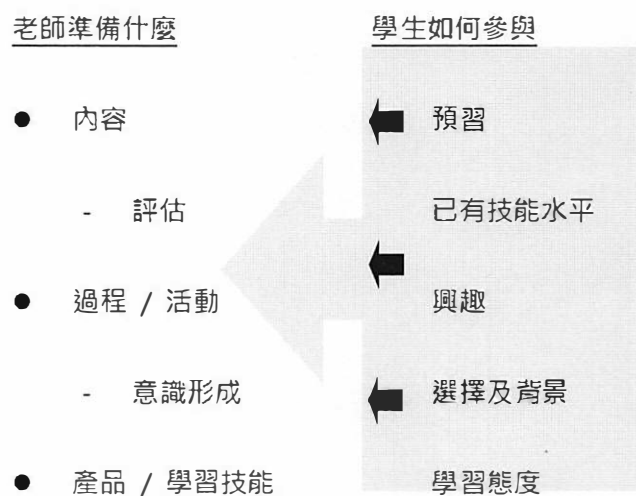 老師準備什麼
● 內容
- 評估
● 過程 / 活動
- 意識形成
● 產品 / 學習技能
學生如何參與
預習
已有技能水平
興趣
選擇及背景
學習態度